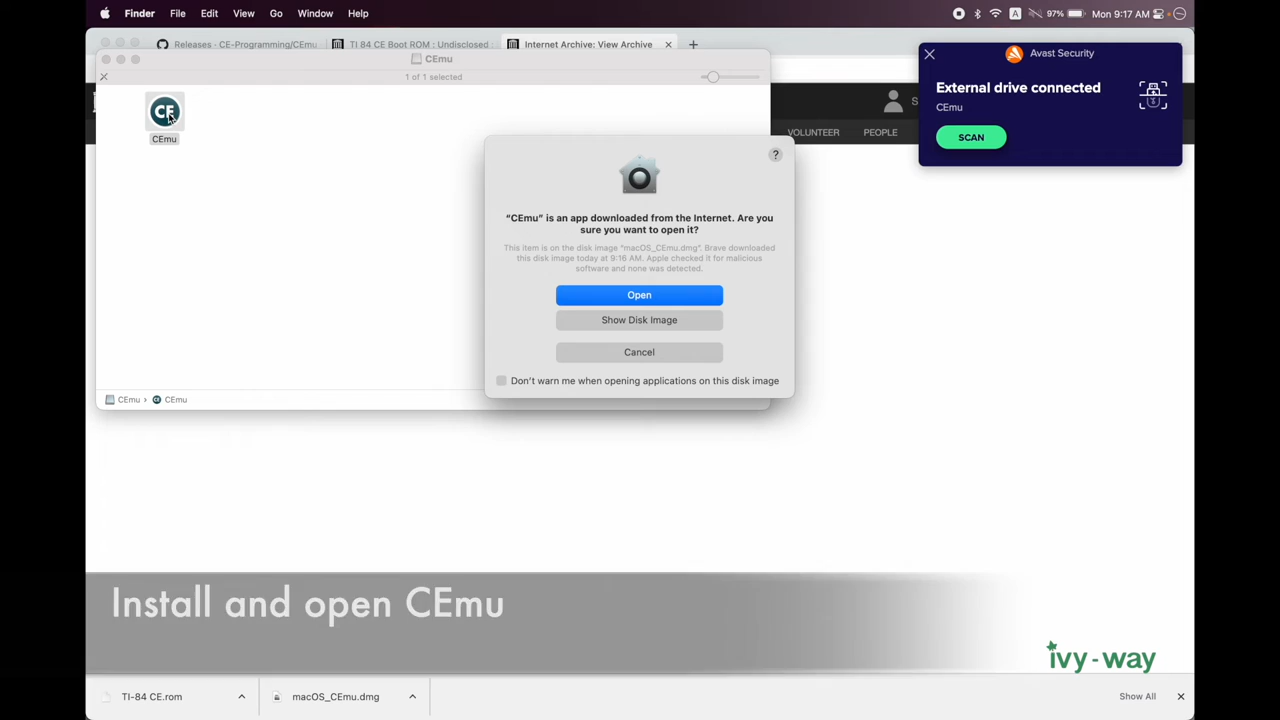 Finder File Edit View Go Window Help
A 97% Mon 9:17 AM
Releases · CE-Programming/CEmu
TI 84 CE Boot ROM : Undisclosed
Internet Archive: View Archive
CEmu
1 of 1 selected
CE
CEmu
CEmu › CE CEmu
Avast Security
External drive connected
CEmu
SCAN
S
VOLUNTEER PEOPLE
?
“CEmu” is an app downloaded from the Internet. Are you
sure you want to open it?
This item is on the disk image “macOS_CEmu.dmg”. Brave downloaded
this disk image today at 9:16 AM. Apple checked it for malicious
software and none was detected.
Open
Show Disk Image
Cancel
Don’t warn me when opening applications on this disk image
Install and open CEmu
ivy-way
TI-84 CE.rom
macOS_CEmu.dmg
Show All